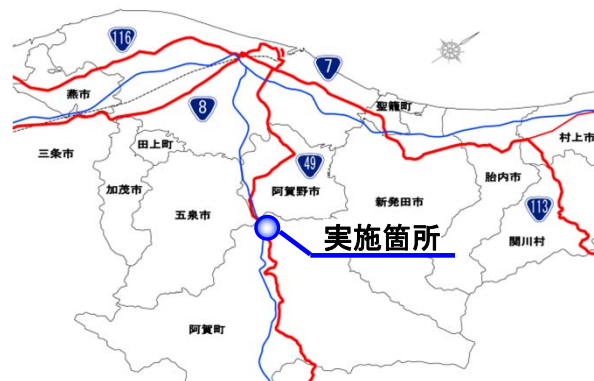 116
7
燕市
8
聖籠町
三条市
田上町
村上市
加茂市
49
阿賀野市
新発田市
胎内市
五泉市
113
関川村
実施箇所
阿賀町